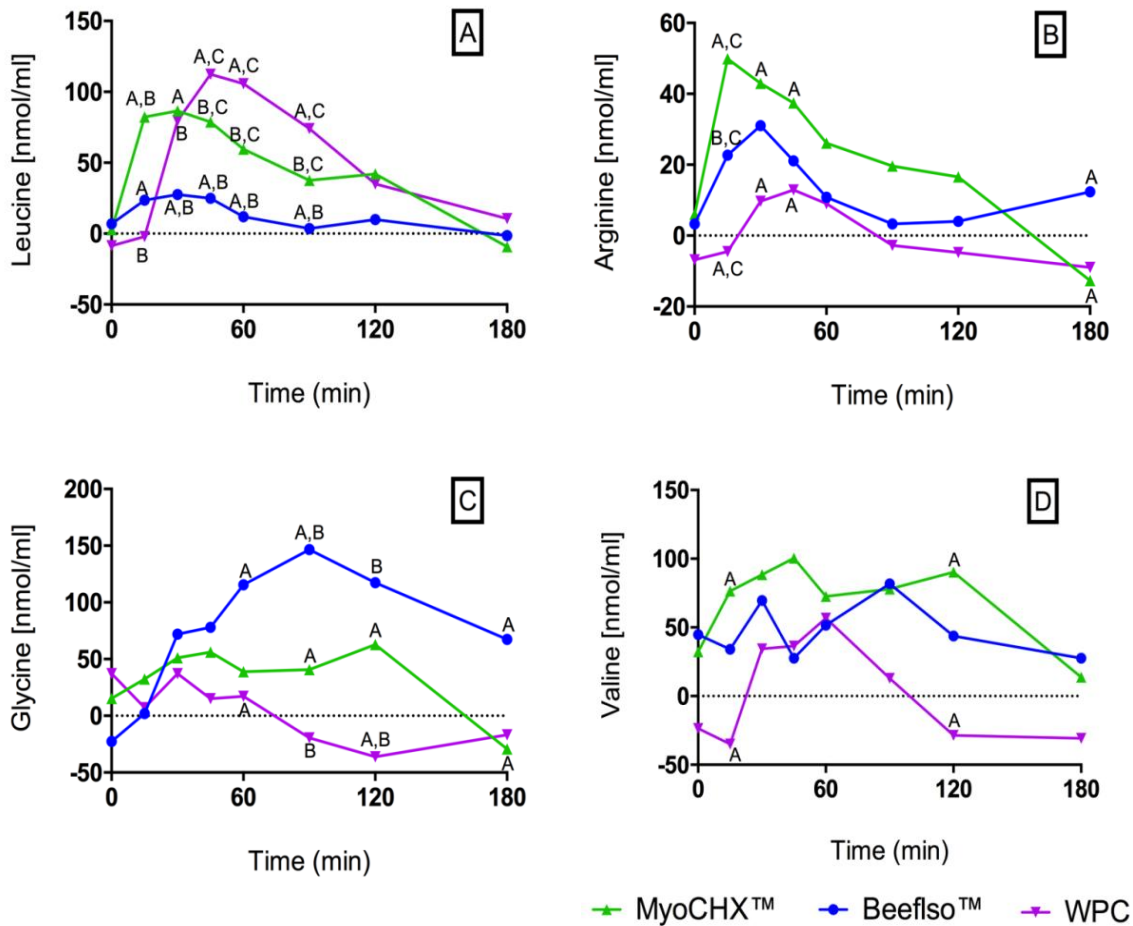 A
Leucine [nmol/ml]
150
100
50
0
-50
A,B
A
B
A,C
A,C
B,C
B,C
A,C
B,C
A
A,B
A,B
A,B
A,B
B
0
60
120
180
Time (min)
B
Arginine [nmol/ml]
60
40
20
0
-20
A,C
A
A
B,C
A
A
A,C
A
A
0
60
120
180
Time (min)
C
Glycine [nmol/ml]
200
150
100
50
0
-50
A
A,B
B
A
A
A
A
B
A,B
A
0
60
120
180
Time (min)
D
Valine [nmol/ml]
150
100
50
0
-50
A
A
A
A
0
60
120
180
Time (min)
MyoCHX™ BeefIso™ WPC